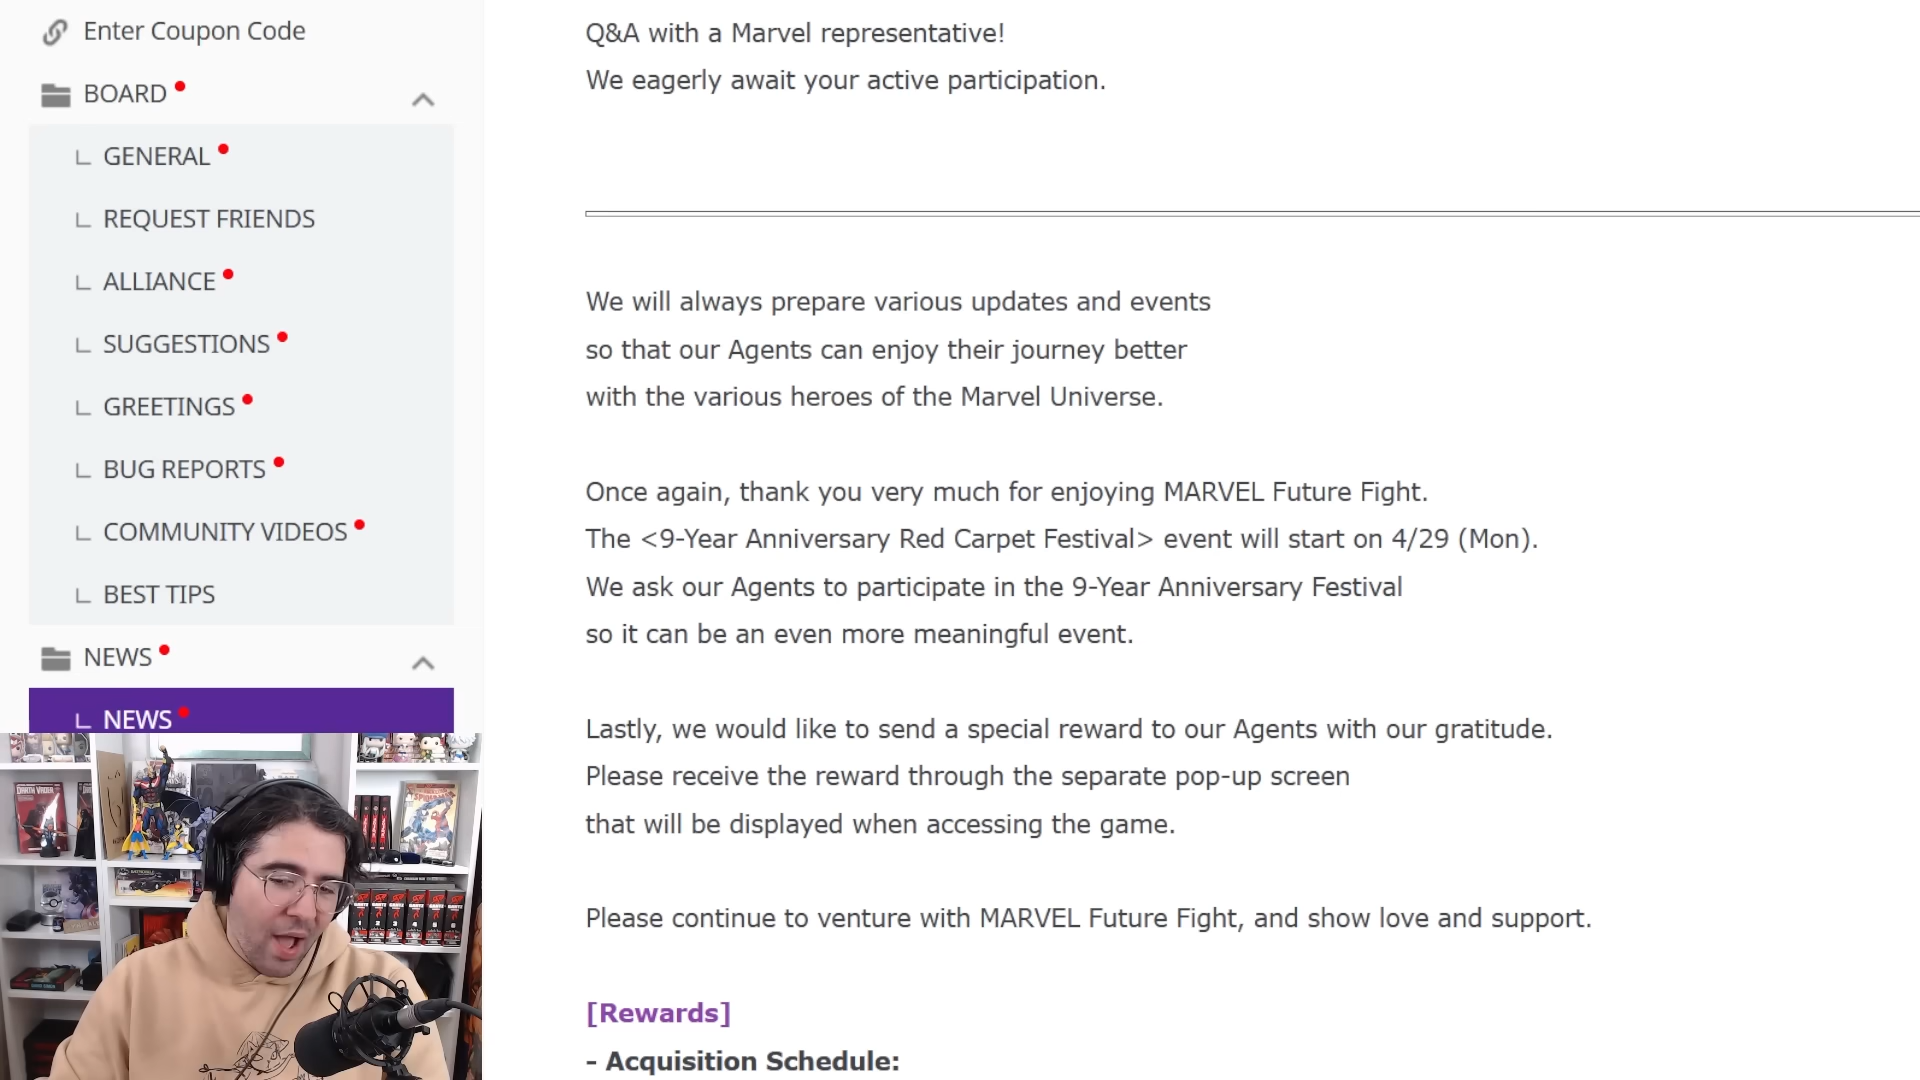 Enter Coupon Code
BOARD
GENERAL
REQUEST FRIENDS
ALLIANCE
SUGGESTIONS
GREETINGS
BUG REPORTS
COMMUNITY VIDEOS
BEST TIPS
NEWS
NEWS
Q&A with a Marvel representative!
We eagerly await your active participation.
We will always prepare various updates and events
so that our Agents can enjoy their journey better
with the various heroes of the Marvel Universe.
Once again, thank you very much for enjoying MARVEL Future Fight.
The <9-Year Anniversary Red Carpet Festival> event will start on 4/29 (Mon).
We ask our Agents to participate in the 9-Year Anniversary Festival
so it can be an even more meaningful event.
Lastly, we would like to send a special reward to our Agents with our gratitude.
Please receive the reward through the separate pop-up screen
that will be displayed when accessing the game.
Please continue to venture with MARVEL Future Fight, and show love and support.
[Rewards]
- Acquisition Schedule:
DARTH VADER